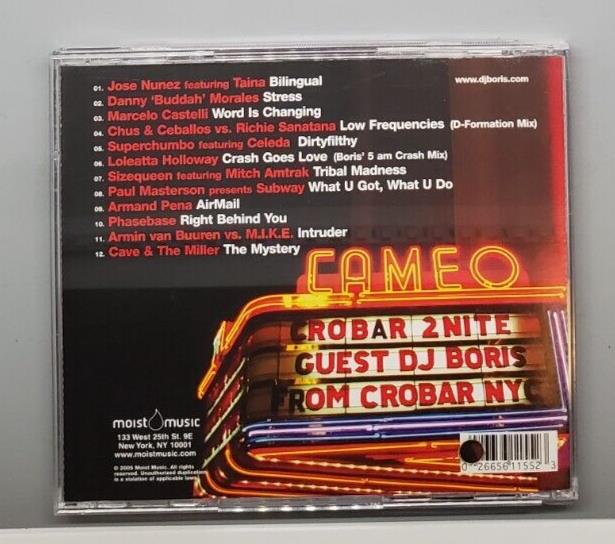 01. Jose Nunez featuring Taina Bilingual
www.djboris.com
02. Danny 'Buddah' Morales Stress
03. Marcelo Castelli Word Is Changing
04. Chus & Ceballos vs. Richie Sanatana Low Frequencies (D-Formation Mix)
05. Superchumbo featuring Celeda Dirtyfilthy
06. Loleatta Holloway Crash Goes Love (Boris' 5 am Crash Mix)
07. Sizequeen featuring Mitch Amtrak Tribal Madness
08. Paul Masterson presents Subway What U Got, What U Do
09. Armand Pena AirMail
10. Phasebase Right Behind You
11. Armin van Buuren vs. M.I.K.E. Intruder
12. Cave & The Miller The Mystery
CAMEO
CROBAR 2NITE
GUEST DJ BORIS
FROM CROBAR NYC
moist music
133 West 25th St. 9E
New York, NY 10001
www.moistmusic.com
© 2005 Moist Music. All rights
reserved. Unauthorized duplication
is a violation of applicable laws
0 26656 11552 3